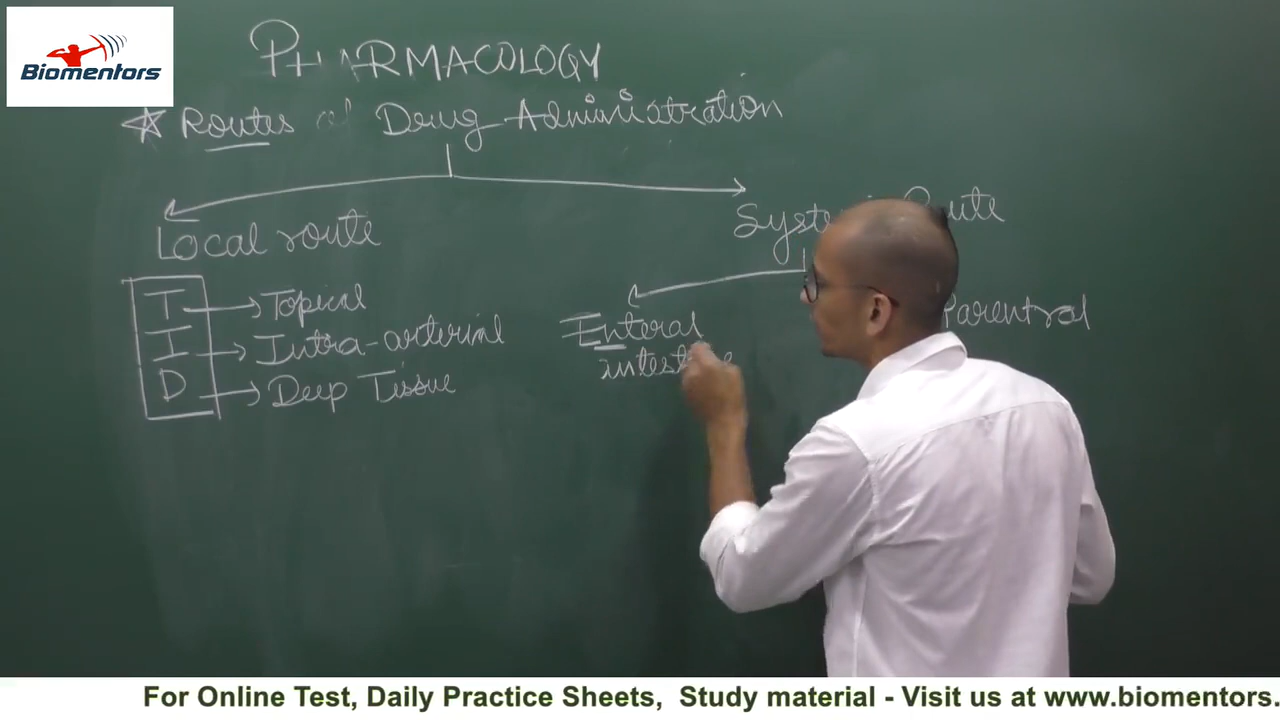 Biomentors
PHARMACOLOGY
Routes of Drug Administration
Local route
Route
T → Topical
I → Intra-arterial
D → Deep Tissue
Enteral
Parentral
For Online Test, Daily Practice Sheets, Study material - Visit us at www.biomentors.